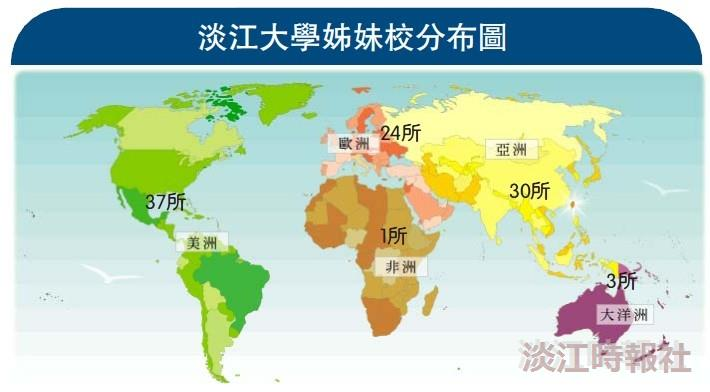 淡江大學姊妹校分布圖
歐洲
24所
亞洲
37所
30所
美洲
1所
非洲
3所
大洋洲
淡江時報社